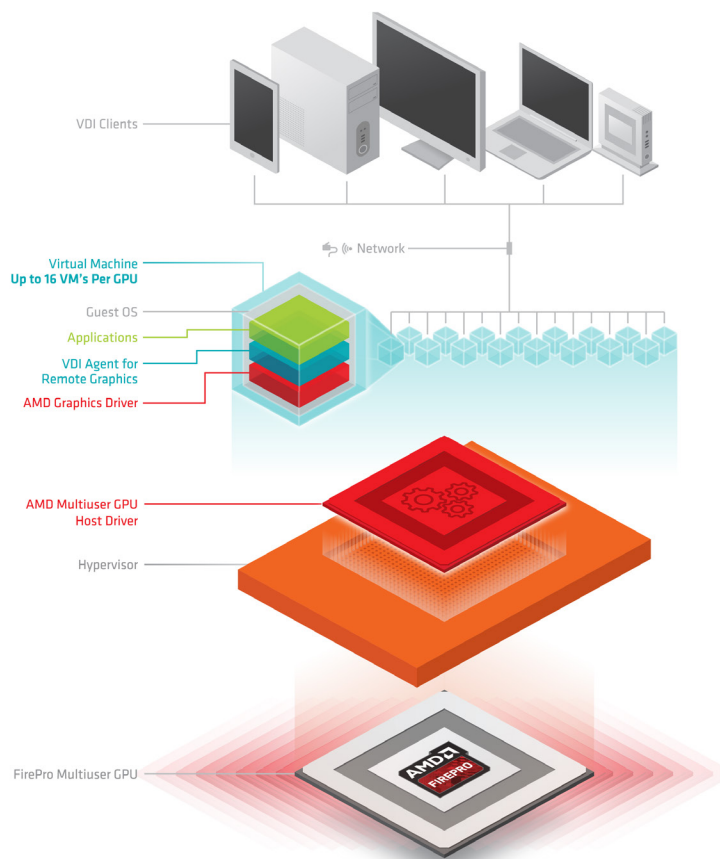 VDI Clients
Network
Virtual Machine
Up to 16 VM's Per GPU
Guest OS
Applications
VDI Agent for
Remote Graphics
AMD Graphics Driver
AMD Multiuser GPU
Host Driver
Hypervisor
FirePro Multiuser GPU
AMD
FIREPRO